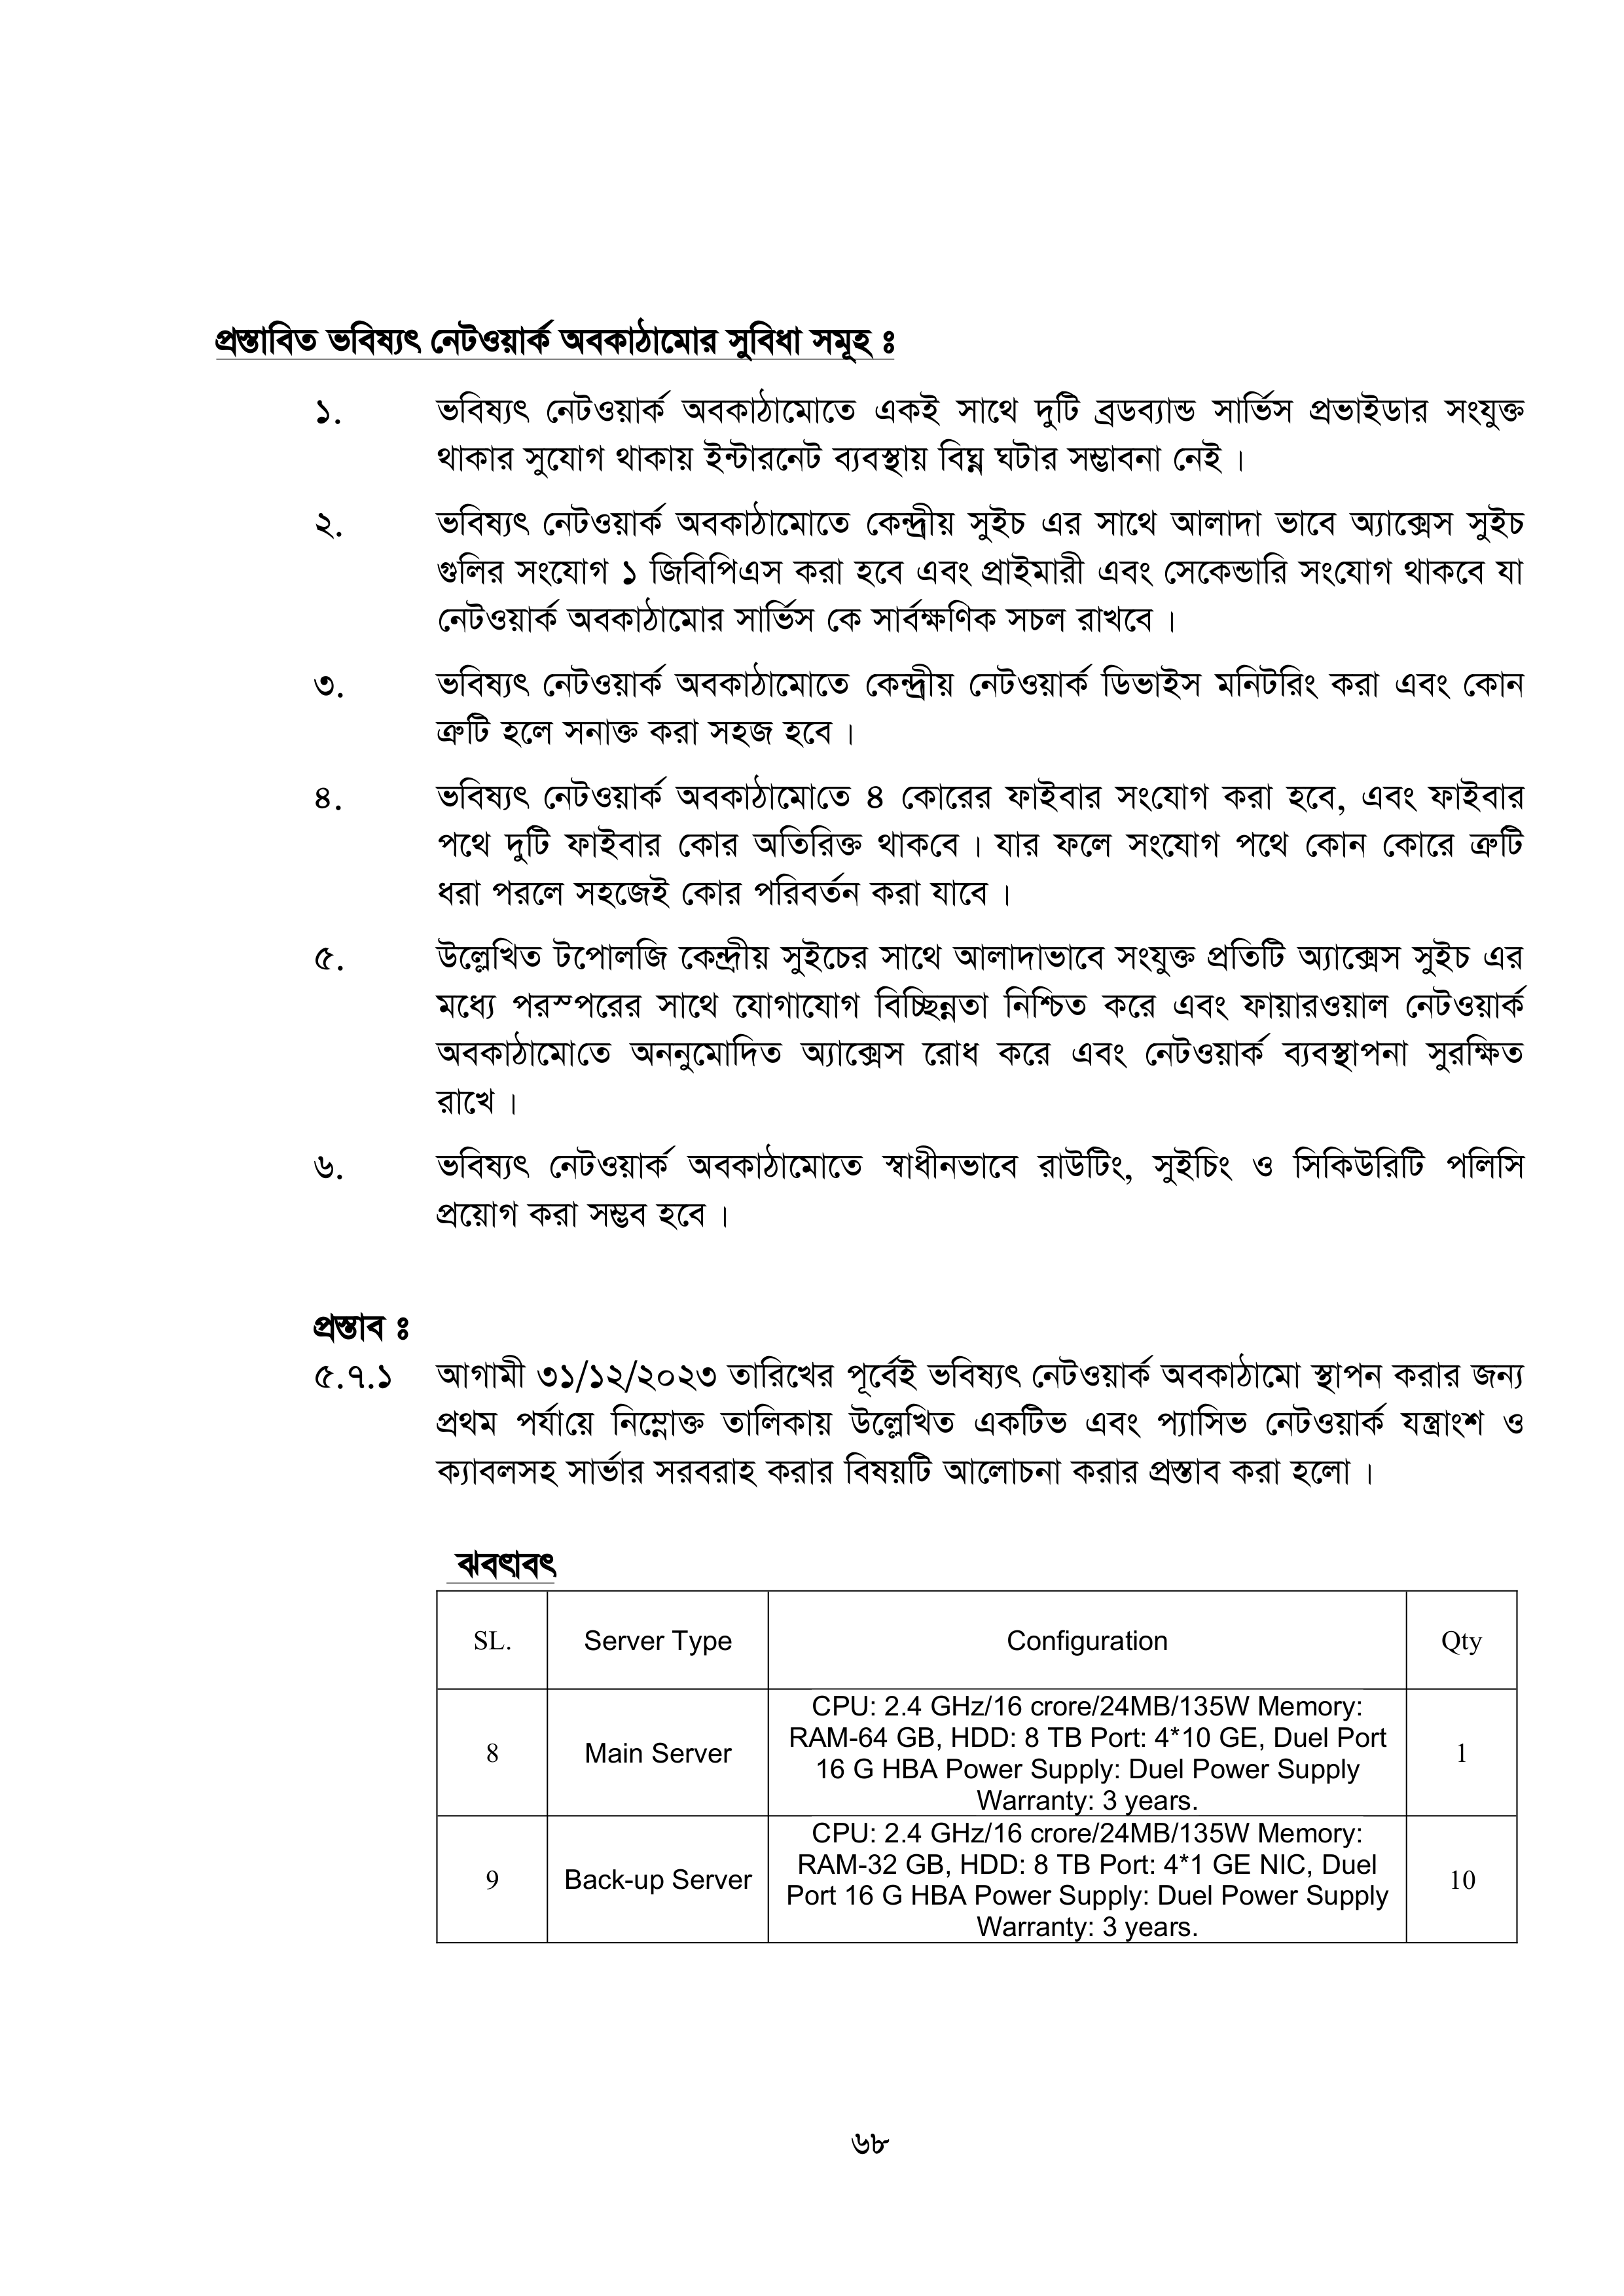 প্রস্তাবিত ভবিষ্যৎ নেটওয়ার্ক অবকাঠামোর সুবিধা সমূহ ঃ
১. ভবিষ্যৎ নেটওয়ার্ক অবকাঠামোতে একই সাথে দুটি ব্রডব্যান্ড সার্ভিস প্রভাইডার সংযুক্ত
থাকার সুযোগ থাকায় ইন্টারনেট ব্যবস্থায় বিঘ্ন ঘটার সম্ভাবনা নেই ।
২. ভবিষ্যৎ নেটওয়ার্ক অবকাঠামোতে কেন্দ্রীয় সুইচ এর সাথে আলাদা ভাবে অ্যাক্সেস সুইচ
গুলির সংযোগ ১ জিবিপিএস করা হবে এবং প্রাইমারী এবং সেকেন্ডারি সংযোগ থাকবে যা
নেটওয়ার্ক অবকাঠামোর সার্ভিস কে সার্বক্ষণিক সচল রাখবে ।
৩. ভবিষ্যৎ নেটওয়ার্ক অবকাঠামোতে কেন্দ্রীয় নেটওয়ার্ক ডিভাইস মনিটরিং করা এবং কোন
ত্রুটি হলে সনাক্ত করা সহজ হবে ।
৪. ভবিষ্যৎ নেটওয়ার্ক অবকাঠামোতে ৪ কোরের ফাইবার সংযোগ করা হবে, এবং ফাইবার
পথে দুটি ফাইবার কোর অতিরিক্ত থাকবে । যার ফলে সংযোগ পথে কোন কোরে ত্রুটি
ধরা পরলে সহজেই কোর পরিবর্তন করা যাবে ।
৫. উল্লেখিত টপোলজি কেন্দ্রীয় সুইচের সাথে আলাদাভাবে সংযুক্ত প্রতিটি অ্যাক্সেস সুইচ এর
মধ্যে পরস্পরের সাথে যোগাযোগ বিচ্ছিন্নতা নিশ্চিত করে এবং ফায়ারওয়াল নেটওয়ার্ক
অবকাঠামোতে অননুমোদিত অ্যাক্সেস রোধ করে এবং নেটওয়ার্ক ব্যবস্থাপনা সুরক্ষিত
রাখে ।
৬. ভবিষ্যৎ নেটওয়ার্ক অবকাঠামোতে স্বাধীনভাবে রাউটিং, সুইচিং ও সিকিউরিটি পলিসি
প্রয়োগ করা সম্ভব হবে ।
প্রস্তাব ঃ
৫.৭.১ আগামী ৩১/১২/২০২৩ তারিখের পূর্বেই ভবিষ্যৎ নেটওয়ার্ক অবকাঠামো স্থাপন করার জন্য
প্রথম পর্যায়ে নিম্নোক্ত তালিকায় উল্লেখিত একটিভ এবং প্যাসিভ নেটওয়ার্ক যন্ত্রাংশ ও
ক্যাবলসহ সার্ভার সরবরাহ করার বিষয়টি আলোচনা করার প্রস্তাব করা হলো ।
ঝবৎাবৎ
SL. Server Type Configuration Qty
CPU: 2.4 GHz/16 crore/24MB/135W Memory:
RAM-64 GB, HDD: 8 TB Port: 4*10 GE, Duel Port
8 Main Server 16 G HBA Power Supply: Duel Power Supply 1
Warranty: 3 years.
CPU: 2.4 GHz/16 crore/24MB/135W Memory:
RAM-32 GB, HDD: 8 TB Port: 4*1 GE NIC, Duel
9 Back-up Server Port 16 G HBA Power Supply: Duel Power Supply 10
Warranty: 3 years.
৬৮